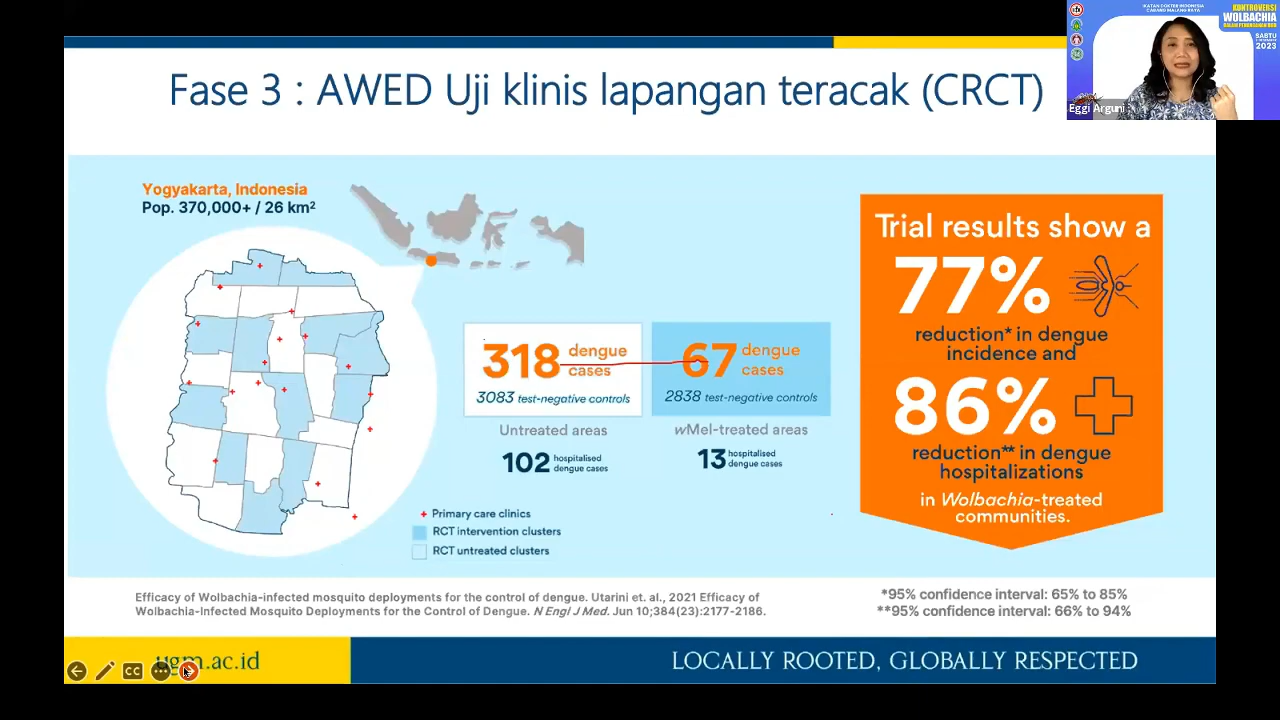 IKATAN DOKTER INDONESIA
CABANG MALANG RAYA
KONTROVERSI
WOLBACHIA
SABTU
2023
Eggi Arguni
Fase 3 : AWED Uji klinis lapangan teracak (CRCT)
Yogyakarta, Indonesia
Pop. 370,000+ / 26 km²
318 dengue cases
3083 test-negative controls
Untreated areas
102 hospitalised dengue cases
67 dengue cases
2838 test-negative controls
wMel-treated areas
13 hospitalised dengue cases
Primary care clinics
RCT intervention clusters
RCT untreated clusters
Trial results show a
77%
reduction* in dengue
incidence and
86%
reduction** in dengue
hospitalizations
in Wolbachia-treated
communities.
Efficacy of Wolbachia-infected mosquito deployments for the control of dengue. Utarini et. al., 2021 Efficacy of
Wolbachia-Infected Mosquito Deployments for the Control of Dengue. N Engl J Med. Jun 10;384(23):2177-2186.
*95% confidence interval: 65% to 85%
**95% confidence interval: 66% to 94%
ugm.ac.id
CC
LOCALLY ROOTED, GLOBALLY RESPECTED